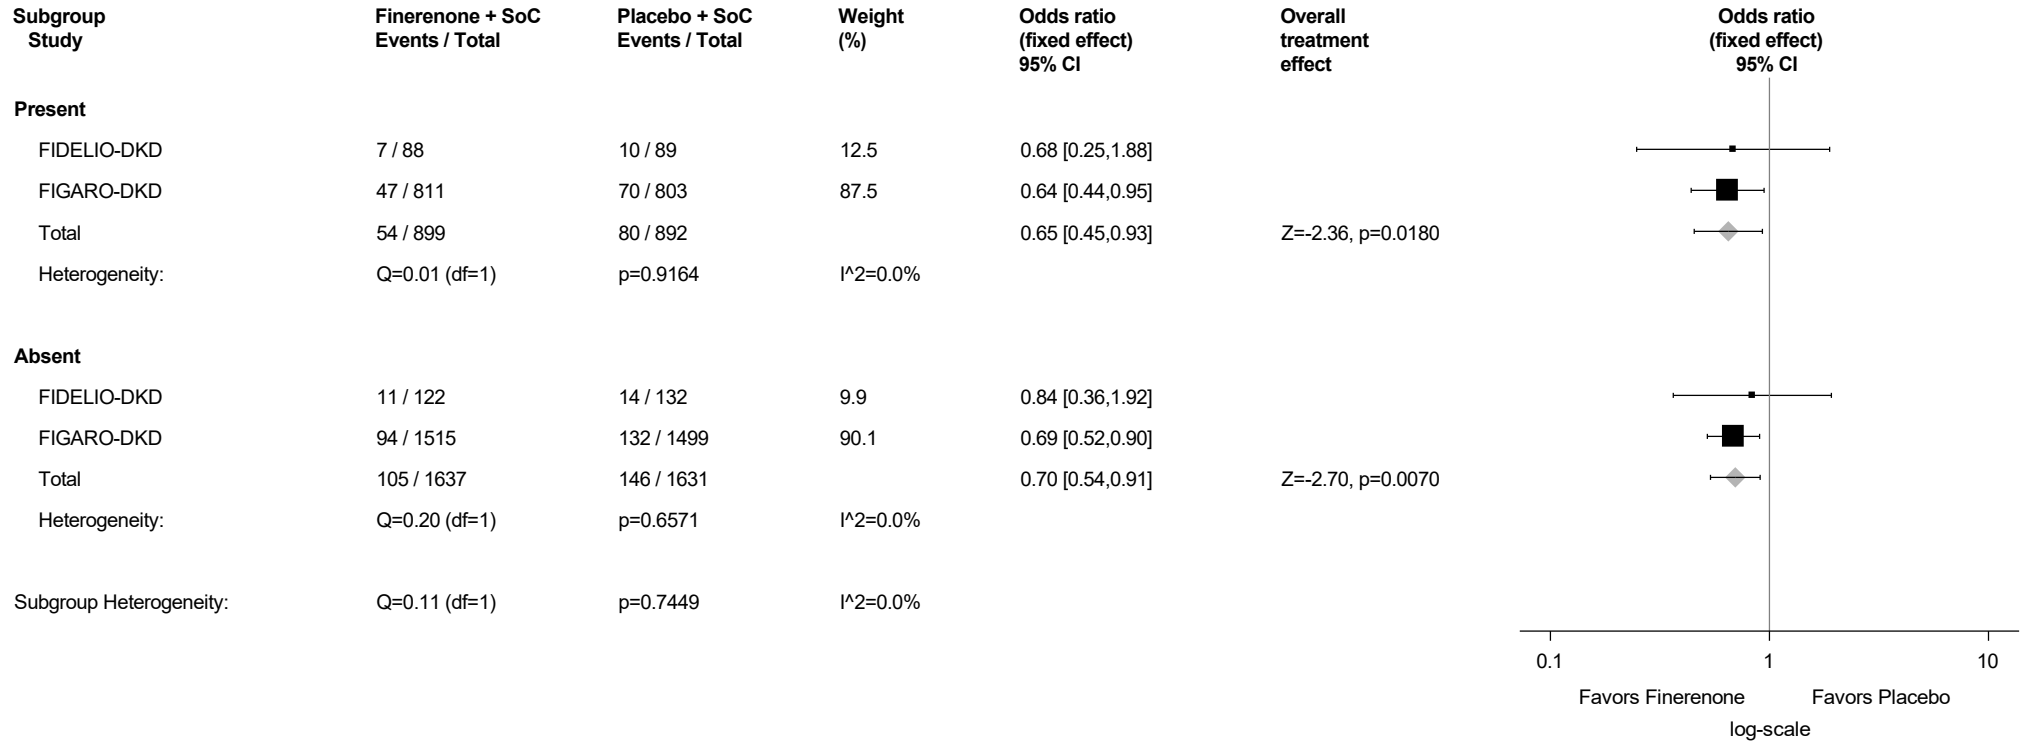 Subgroup Finerenone + SoC Placebo + SoC Weight Odds ratio Overall Odds ratio
Study Events / Total Events / Total (%) (fixed effect) treatment (fixed effect)
95% CI effect 95% CI
Present
FIDELIO-DKD 7 / 88 10 / 89 12.5 0.68 [0.25,1.88]
FIGARO-DKD 47 / 811 70 / 803 87.5 0.64 [0.44,0.95]
Total 54 / 899 80 / 892 0.65 [0.45,0.93] Z=-2.36, p=0.0180
Heterogeneity: Q=0.01 (df=1) p=0.9164 I^2=0.0%
Absent
FIDELIO-DKD 11 / 122 14 / 132 9.9 0.84 [0.36,1.92]
FIGARO-DKD 94 / 1515 132 / 1499 90.1 0.69 [0.52,0.90]
Total 105 / 1637 146 / 1631 0.70 [0.54,0.91] Z=-2.70, p=0.0070
Heterogeneity: Q=0.20 (df=1) p=0.6571 I^2=0.0%
Subgroup Heterogeneity: Q=0.11 (df=1) p=0.7449 I^2=0.0%
0.1 1 10
Favors Finerenone Favors Placebo
log-scale